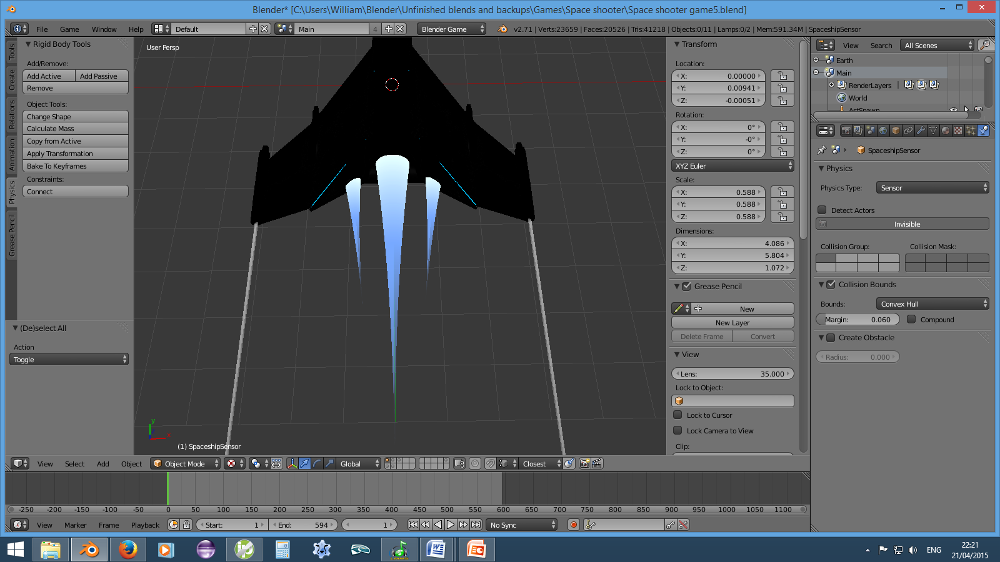 Blender* [C:\Users\William\Blender\Unfinished blends and backups\Games\Space shooter\Space shooter game5.blend]
File Game Window Help Default Main 4 Blender Game v2.71 | Verts:23659 | Faces:20526 | Tris:41218 | Objects:0/11 | Lamps:0/2 | Mem:591.34M | SpaceshipSensor
Tools
Create
Relations
Animation
Physics
Grease Pencil
Rigid Body Tools
Add/Remove:
Add Active Add Passive
Remove
Object Tools:
Change Shape
Calculate Mass
Copy from Active
Apply Transformation
Bake To Keyframes
Constraints:
Connect
(De)select All
Action
Toggle
User Persp
y
z
x
(1) SpaceshipSensor
Transform
Location:
X: 0.00000
Y: 0.00941
Z: -0.00051
Rotation:
X: 0°
Y: -0°
Z: 0°
XYZ Euler
Scale:
X: 0.588
Y: 0.588
Z: 0.588
Dimensions:
X: 4.086
Y: 5.804
Z: 1.072
Grease Pencil
New
New Layer
Delete Frame Convert
View
Lens: 35.000
Lock to Object:
Lock to Cursor
Lock Camera to View
Clip:
View Search All Scenes
Earth
Main
RenderLayers |
World
AstSpawn
SpaceshipSensor
Physics
Physics Type: Sensor
Detect Actors
Invisible
Collision Group: Collision Mask:
Collision Bounds
Bounds: Convex Hull
Margin: 0.060 Compound
Create Obstacle
Radius: 0.000
View Select Add Object Object Mode Global Closest
-250 -200 -150 -100 -50 0 50 100 150 200 250 300 350 400 450 500 550 600 650 700 750 800 850 900 950 1000 1050 1100
View Marker Frame Playback Start: 1 End: 594 1 No Sync
ENG
22:21
21/04/2015